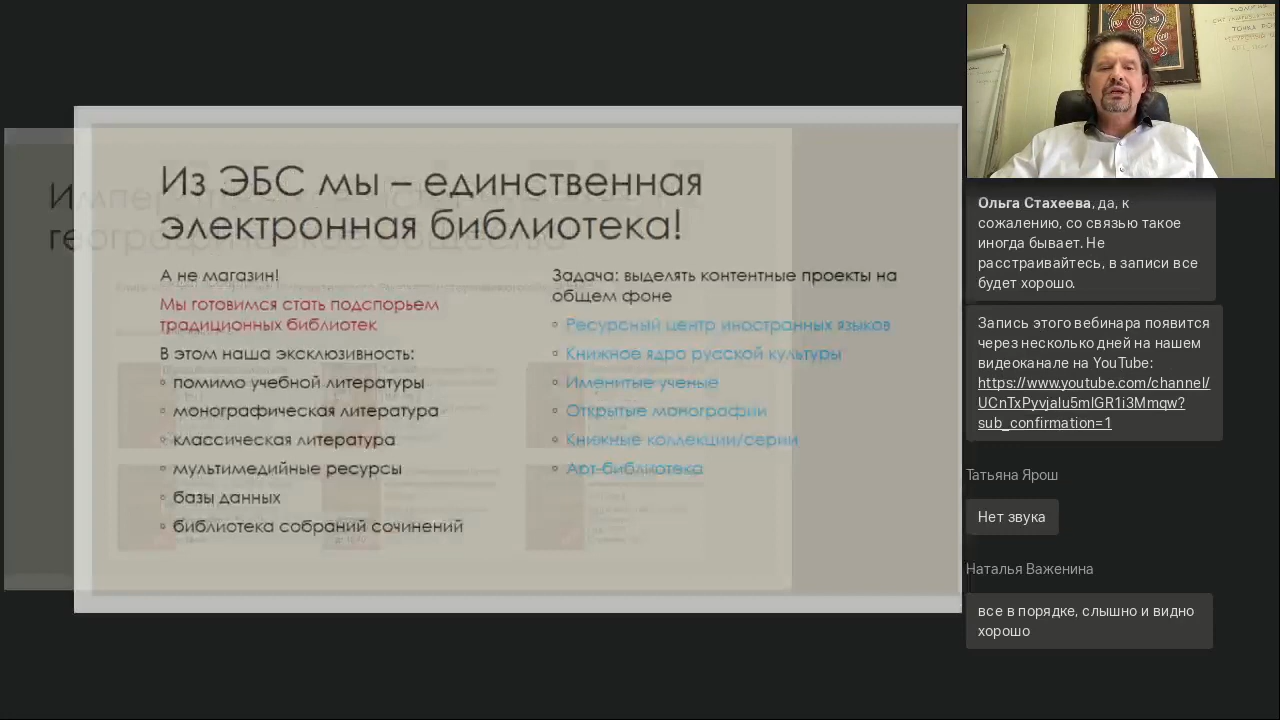 Из ЭБС мы – единственная
электронная библиотека!
А не магазин!
Мы готовимся стать подспорьем
традиционных библиотек
В этом наша эксклюзивность:
помимо учебной литературы
монографическая литература
классическая литература
мультимедийные ресурсы
базы данных
библиотека собраний сочинений
Задача: выделять контентные проекты на
общем фоне
Ресурсный центр иностранных языков
Книжное ядро русской культуры
Именитые ученые
Открытые монографии
Книжные коллекции/серии
Арт-библиотека
Ольга Стахеева, да, к
сожалению, со связью такое
иногда бывает. Не
расстраивайтесь, в записи все
будет хорошо.
Запись этого вебинара появится
через несколько дней на нашем
видеоканале на YouTube:
https://www.youtube.com/channel/
UCnTxPyvjalu5mlGR1i3Mmqw?
sub_confirmation=1
Татьяна Ярош
Нет звука
Наталья Важенина
все в порядке, слышно и видно
хорошо